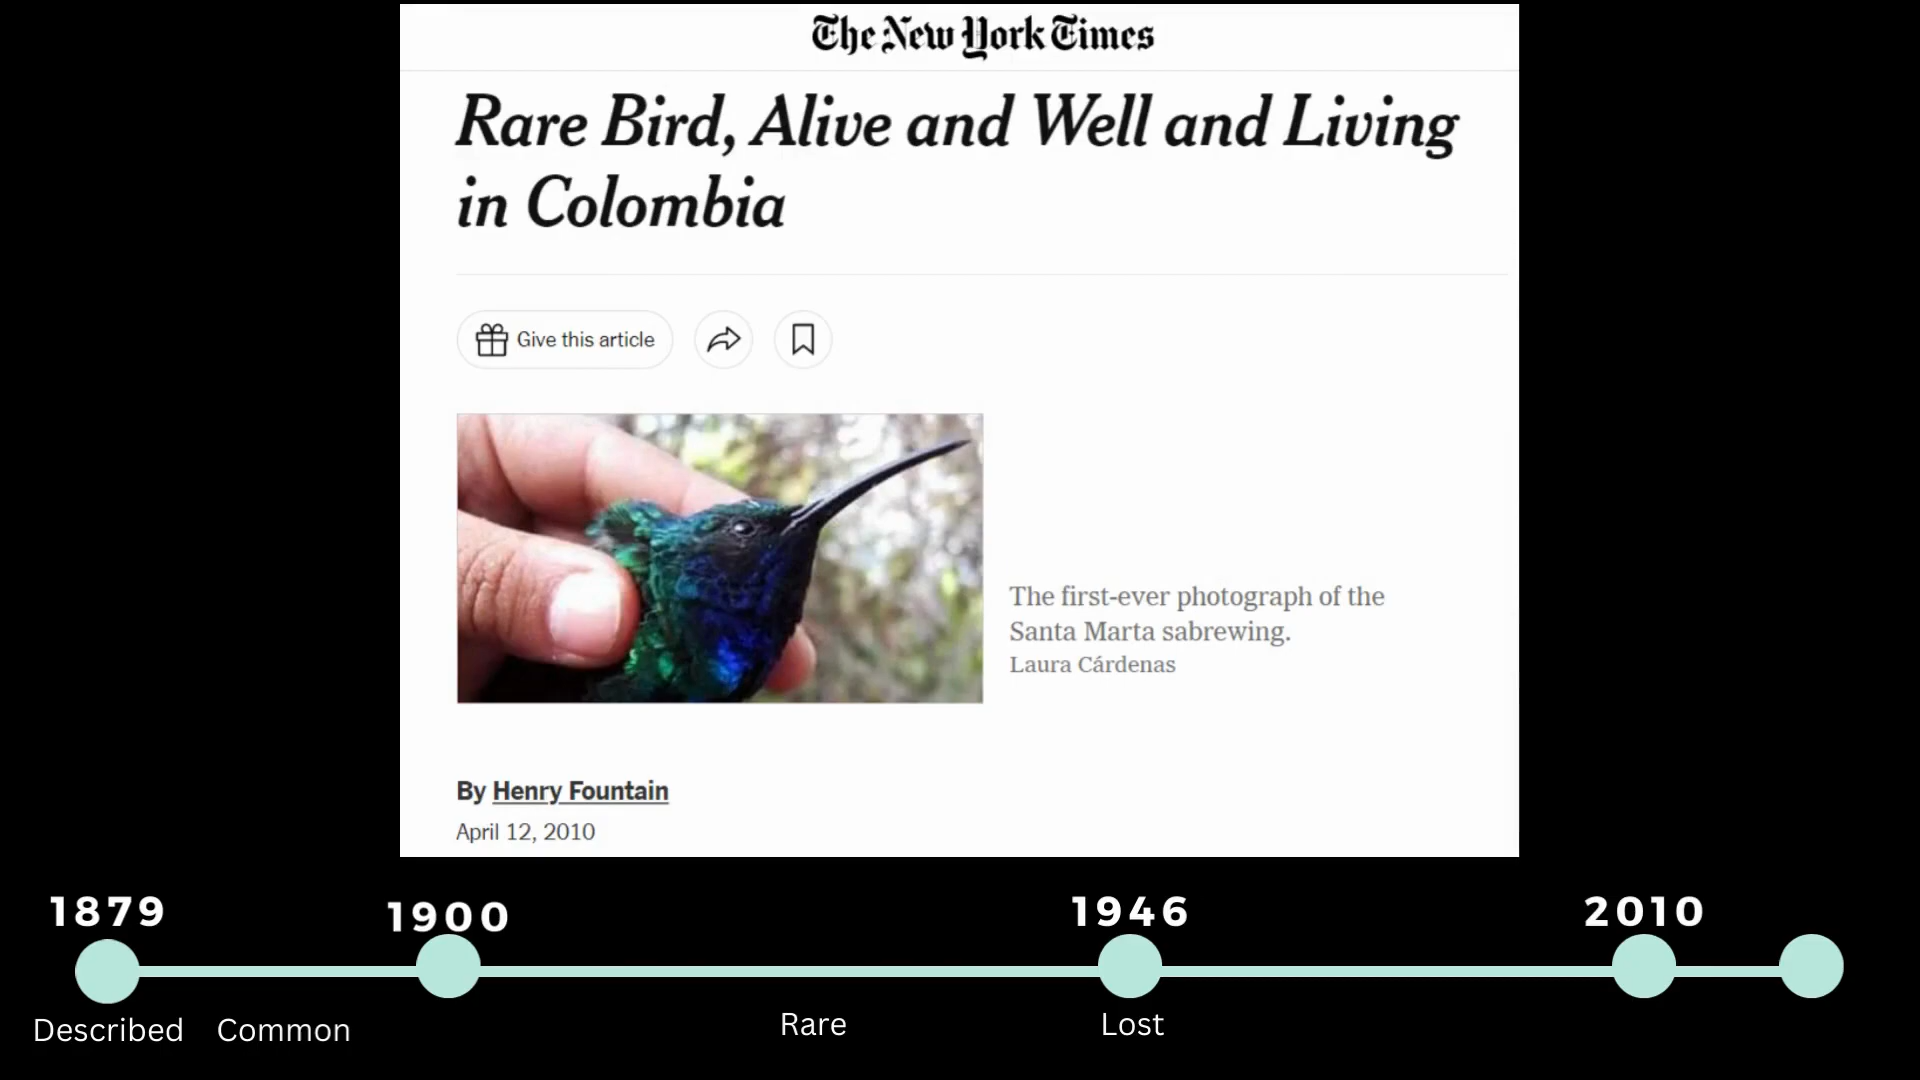 The New York Times
Rare Bird, Alive and Well and Living
in Colombia
Give this article
The first-ever photograph of the
Santa Marta sabrewing.
Laura Cárdenas
By Henry Fountain
April 12, 2010
1879
1900
1946
2010
Described
Common
Rare
Lost